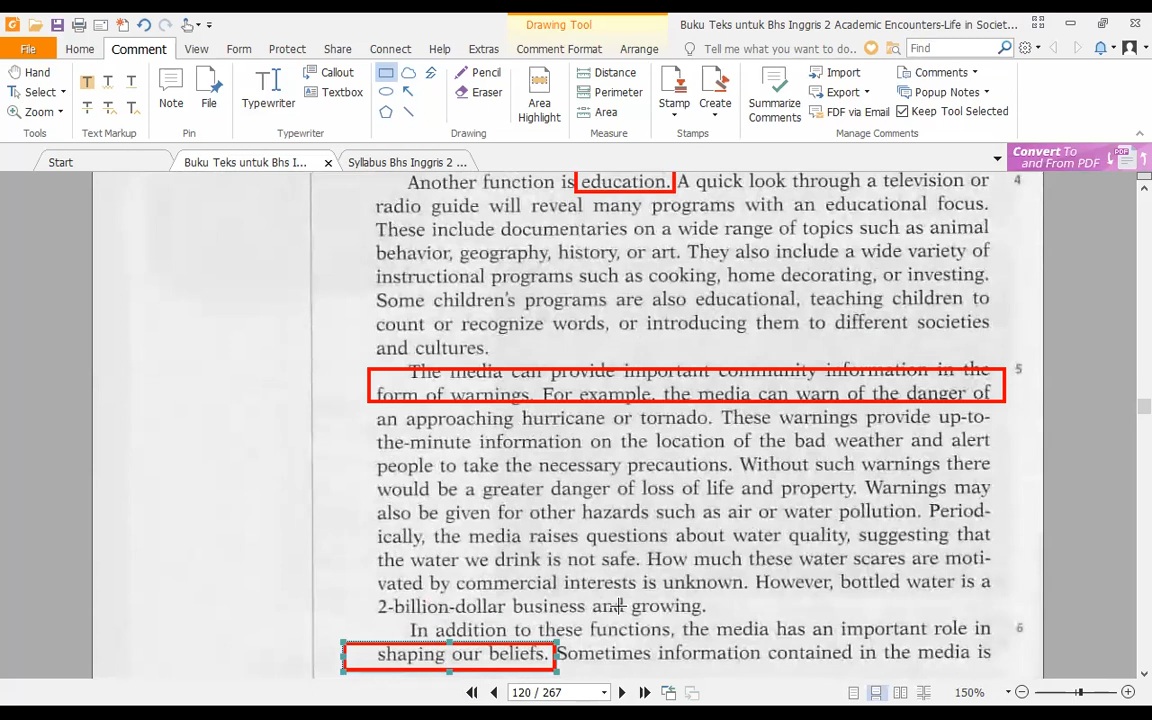 Drawing Tool
Buku Teks untuk Bhs Inggris 2 Academic Encounters-Life in Societ...
File Home Comment View Form Protect Share Connect Help Extras Comment Format Arrange Tell me what you want to do.. Find
Hand
Select
Zoom
Tools
Text Markup
Note
File
Pin
Typewriter
Callout
Textbox
Typewriter
Pencil
Eraser
Drawing
Area
Highlight
Distance
Perimeter
Area
Measure
Stamp
Create
Stamps
Summarize
Comments
Import
Export
FDF via Email
Comments
Popup Notes
Keep Tool Selected
Manage Comments
Start
Buku Teks untuk Bhs I...
Syllabus Bhs Inggris 2 ...
Convert To
and From PDF
PDF
Another function is education. A quick look through a television or 4
radio guide will reveal many programs with an educational focus.
These include documentaries on a wide range of topics such as animal
behavior, geography, history, or art. They also include a wide variety of
instructional programs such as cooking, home decorating, or investing.
Some children's programs are also educational, teaching children to
count or recognize words, or introducing them to different societies
and cultures.
The media can provide important community information in the 5
form of warnings. For example, the media can warn of the danger of
an approaching hurricane or tornado. These warnings provide up-to-
the-minute information on the location of the bad weather and alert
people to take the necessary precautions. Without such warnings there
would be a greater danger of loss of life and property. Warnings may
also be given for other hazards such as air or water pollution. Period-
ically, the media raises questions about water quality, suggesting that
the water we drink is not safe. How much these water scares are moti-
vated by commercial interests is unknown. However, bottled water is a
2-billion-dollar business and growing.
In addition to these functions, the media has an important role in 6
shaping our beliefs. Sometimes information contained in the media is
120 / 267
150%